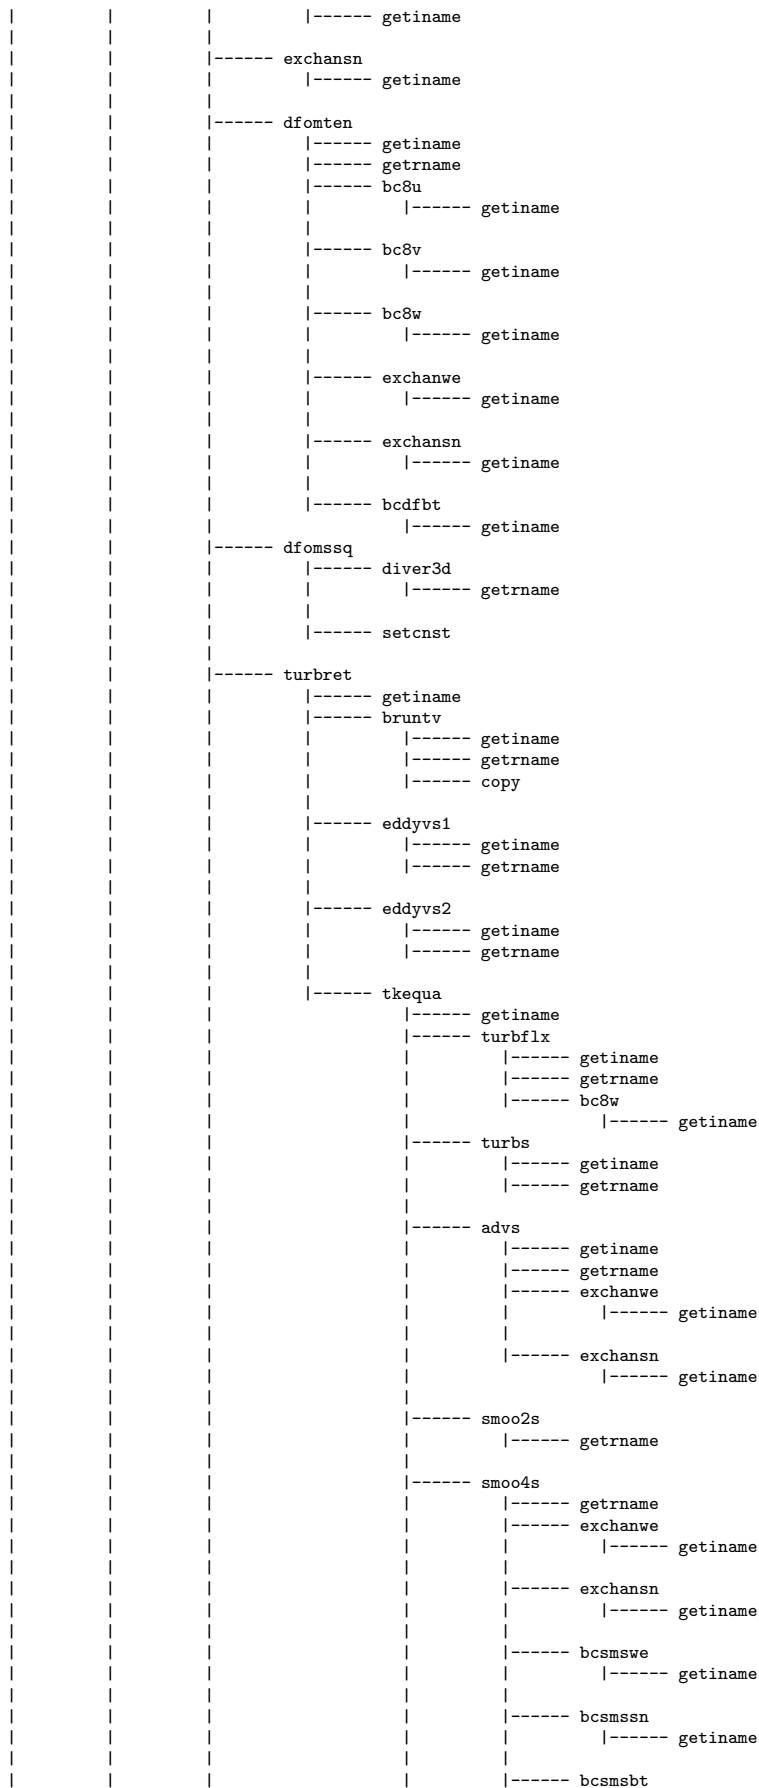 |         |         |         |------ getiname
|         |         |
|         |         |------ exchansn
|         |         |         |------ getiname
|         |         |
|         |         |------ dfomten
|         |         |         |------ getiname
|         |         |         |------ getrname
|         |         |         |------ bc8u
|         |         |         |         |------ getiname
|         |         |         |
|         |         |         |------ bc8v
|         |         |         |         |------ getiname
|         |         |         |
|         |         |         |------ bc8w
|         |         |         |         |------ getiname
|         |         |         |
|         |         |         |------ exchanwe
|         |         |         |         |------ getiname
|         |         |         |
|         |         |         |------ exchansn
|         |         |         |         |------ getiname
|         |         |         |
|         |         |         |------ bcdfbt
|         |         |                   |------ getiname
|         |         |------ dfomssq
|         |         |         |------ diver3d
|         |         |         |         |------ getrname
|         |         |         |
|         |         |         |------ setcnst
|         |         |
|         |         |------ turbret
|         |         |         |------ getiname
|         |         |         |------ bruntv
|         |         |         |         |------ getiname
|         |         |         |         |------ getrname
|         |         |         |         |------ copy
|         |         |         |
|         |         |         |------ eddyvs1
|         |         |         |         |------ getiname
|         |         |         |         |------ getrname
|         |         |         |
|         |         |         |------ eddyvs2
|         |         |         |         |------ getiname
|         |         |         |         |------ getrname
|         |         |         |
|         |         |         |------ tkequa
|         |         |                   |------ getiname
|         |         |                   |------ turbflx
|         |         |                   |         |------ getiname
|         |         |                   |         |------ getrname
|         |         |                   |         |------ bc8w
|         |         |                   |                   |------ getiname
|         |         |                   |------ turbs
|         |         |                   |         |------ getiname
|         |         |                   |         |------ getrname
|         |         |                   |
|         |         |                   |------ advs
|         |         |                   |         |------ getiname
|         |         |                   |         |------ getrname
|         |         |                   |         |------ exchanwe
|         |         |                   |         |         |------ getiname
|         |         |                   |         |
|         |         |                   |         |------ exchansn
|         |         |                   |                   |------ getiname
|         |         |                   |
|         |         |                   |------ smoo2s
|         |         |                   |         |------ getrname
|         |         |                   |
|         |         |                   |------ smoo4s
|         |         |                   |         |------ getrname
|         |         |                   |         |------ exchanwe
|         |         |                   |         |         |------ getiname
|         |         |                   |         |
|         |         |                   |         |------ exchansn
|         |         |                   |         |         |------ getiname
|         |         |                   |         |
|         |         |                   |         |------ bcsmswe
|         |         |                   |         |         |------ getiname
|         |         |                   |         |
|         |         |                   |         |------ bcsmssn
|         |         |                   |         |         |------ getiname
|         |         |                   |         |
|         |         |                   |         |------ bcsmsbt